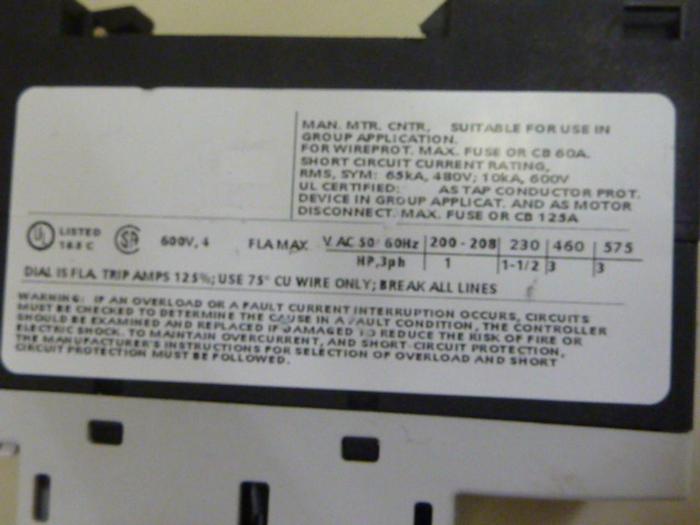 MAN. MTR. CNTR, SUITABLE FOR USE IN
GROUP APPLICATION.
FOR WIREPROT. MAX. FUSE OR CB 60A.
SHORT CIRCUIT CURRENT RATING,
RMS, SYM: 65kA, 480V; 10kA, 600V
UL CERTIFIED: AS TAP CONDUCTOR PROT.
DEVICE IN GROUP APPLICAT. AND AS MOTOR
DISCONNECT. MAX. FUSE OR CB 125A
UL LISTED SA 600V, 4 FLA MAX. V AC 50 60Hz 200 - 208 230 460 575
HP,3ph 1 1-1/2 3 3
DIAL IS FLA. TRIP AMPS 125%; USE 75° CU WIRE ONLY; BREAK ALL LINES
WARNING: IF AN OVERLOAD OR A FAULT CURRENT INTERRUPTION OCCURS, CIRCUITS
MUST BE CHECKED TO DETERMINE THE CAUSE IN A FAULT CONDITION, THE CONTROLLER
SHOULD BE EXAMINED AND REPLACED IF DAMAGED TO REDUCE THE RISK OF FIRE OR
ELECTRIC SHOCK. TO MAINTAIN OVERCURRENT, AND SHORT-CIRCUIT PROTECTION,
THE MANUFACTURER'S INSTRUCTIONS FOR SELECTION OF OVERLOAD AND SHORT
CIRCUIT PROTECTION MUST BE FOLLOWED.